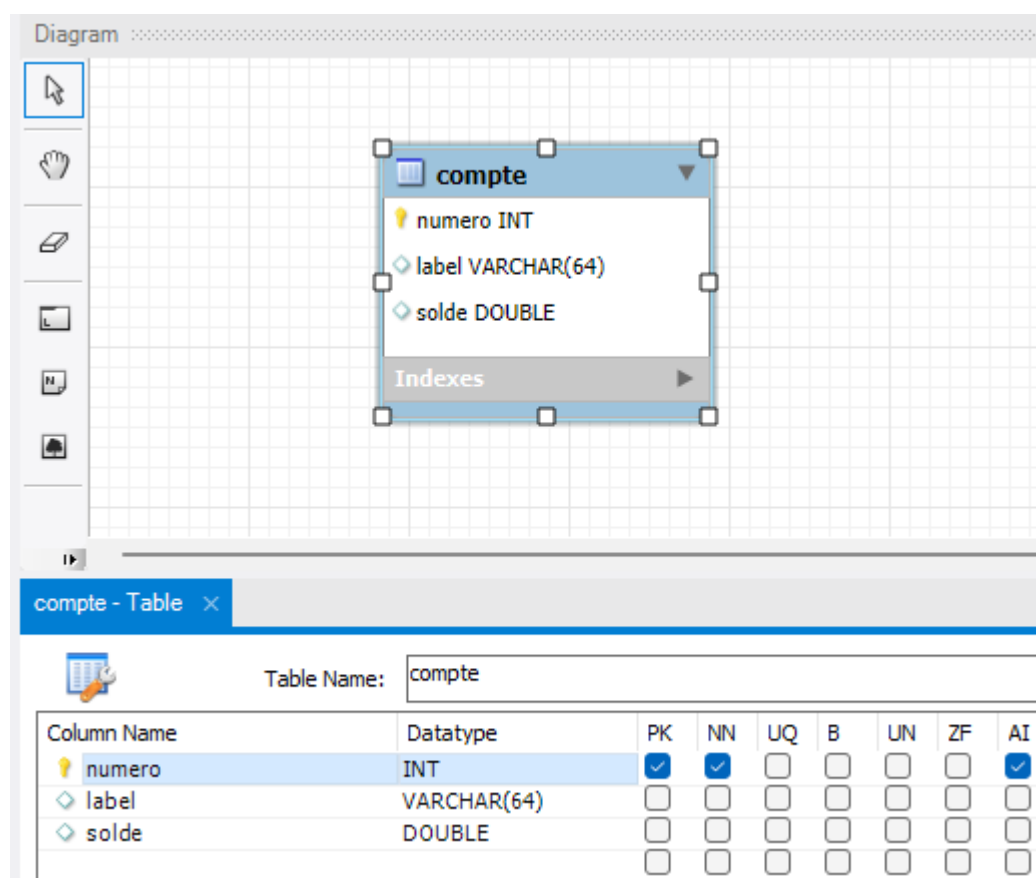 Diagram
compte
numero INT
label VARCHAR(64)
solde DOUBLE
Indexes
L
N
compte - Table
Table Name: compte
Column Name Datatype PK NN UQ B UN ZF AI
numero INT
label VARCHAR(64)
solde DOUBLE